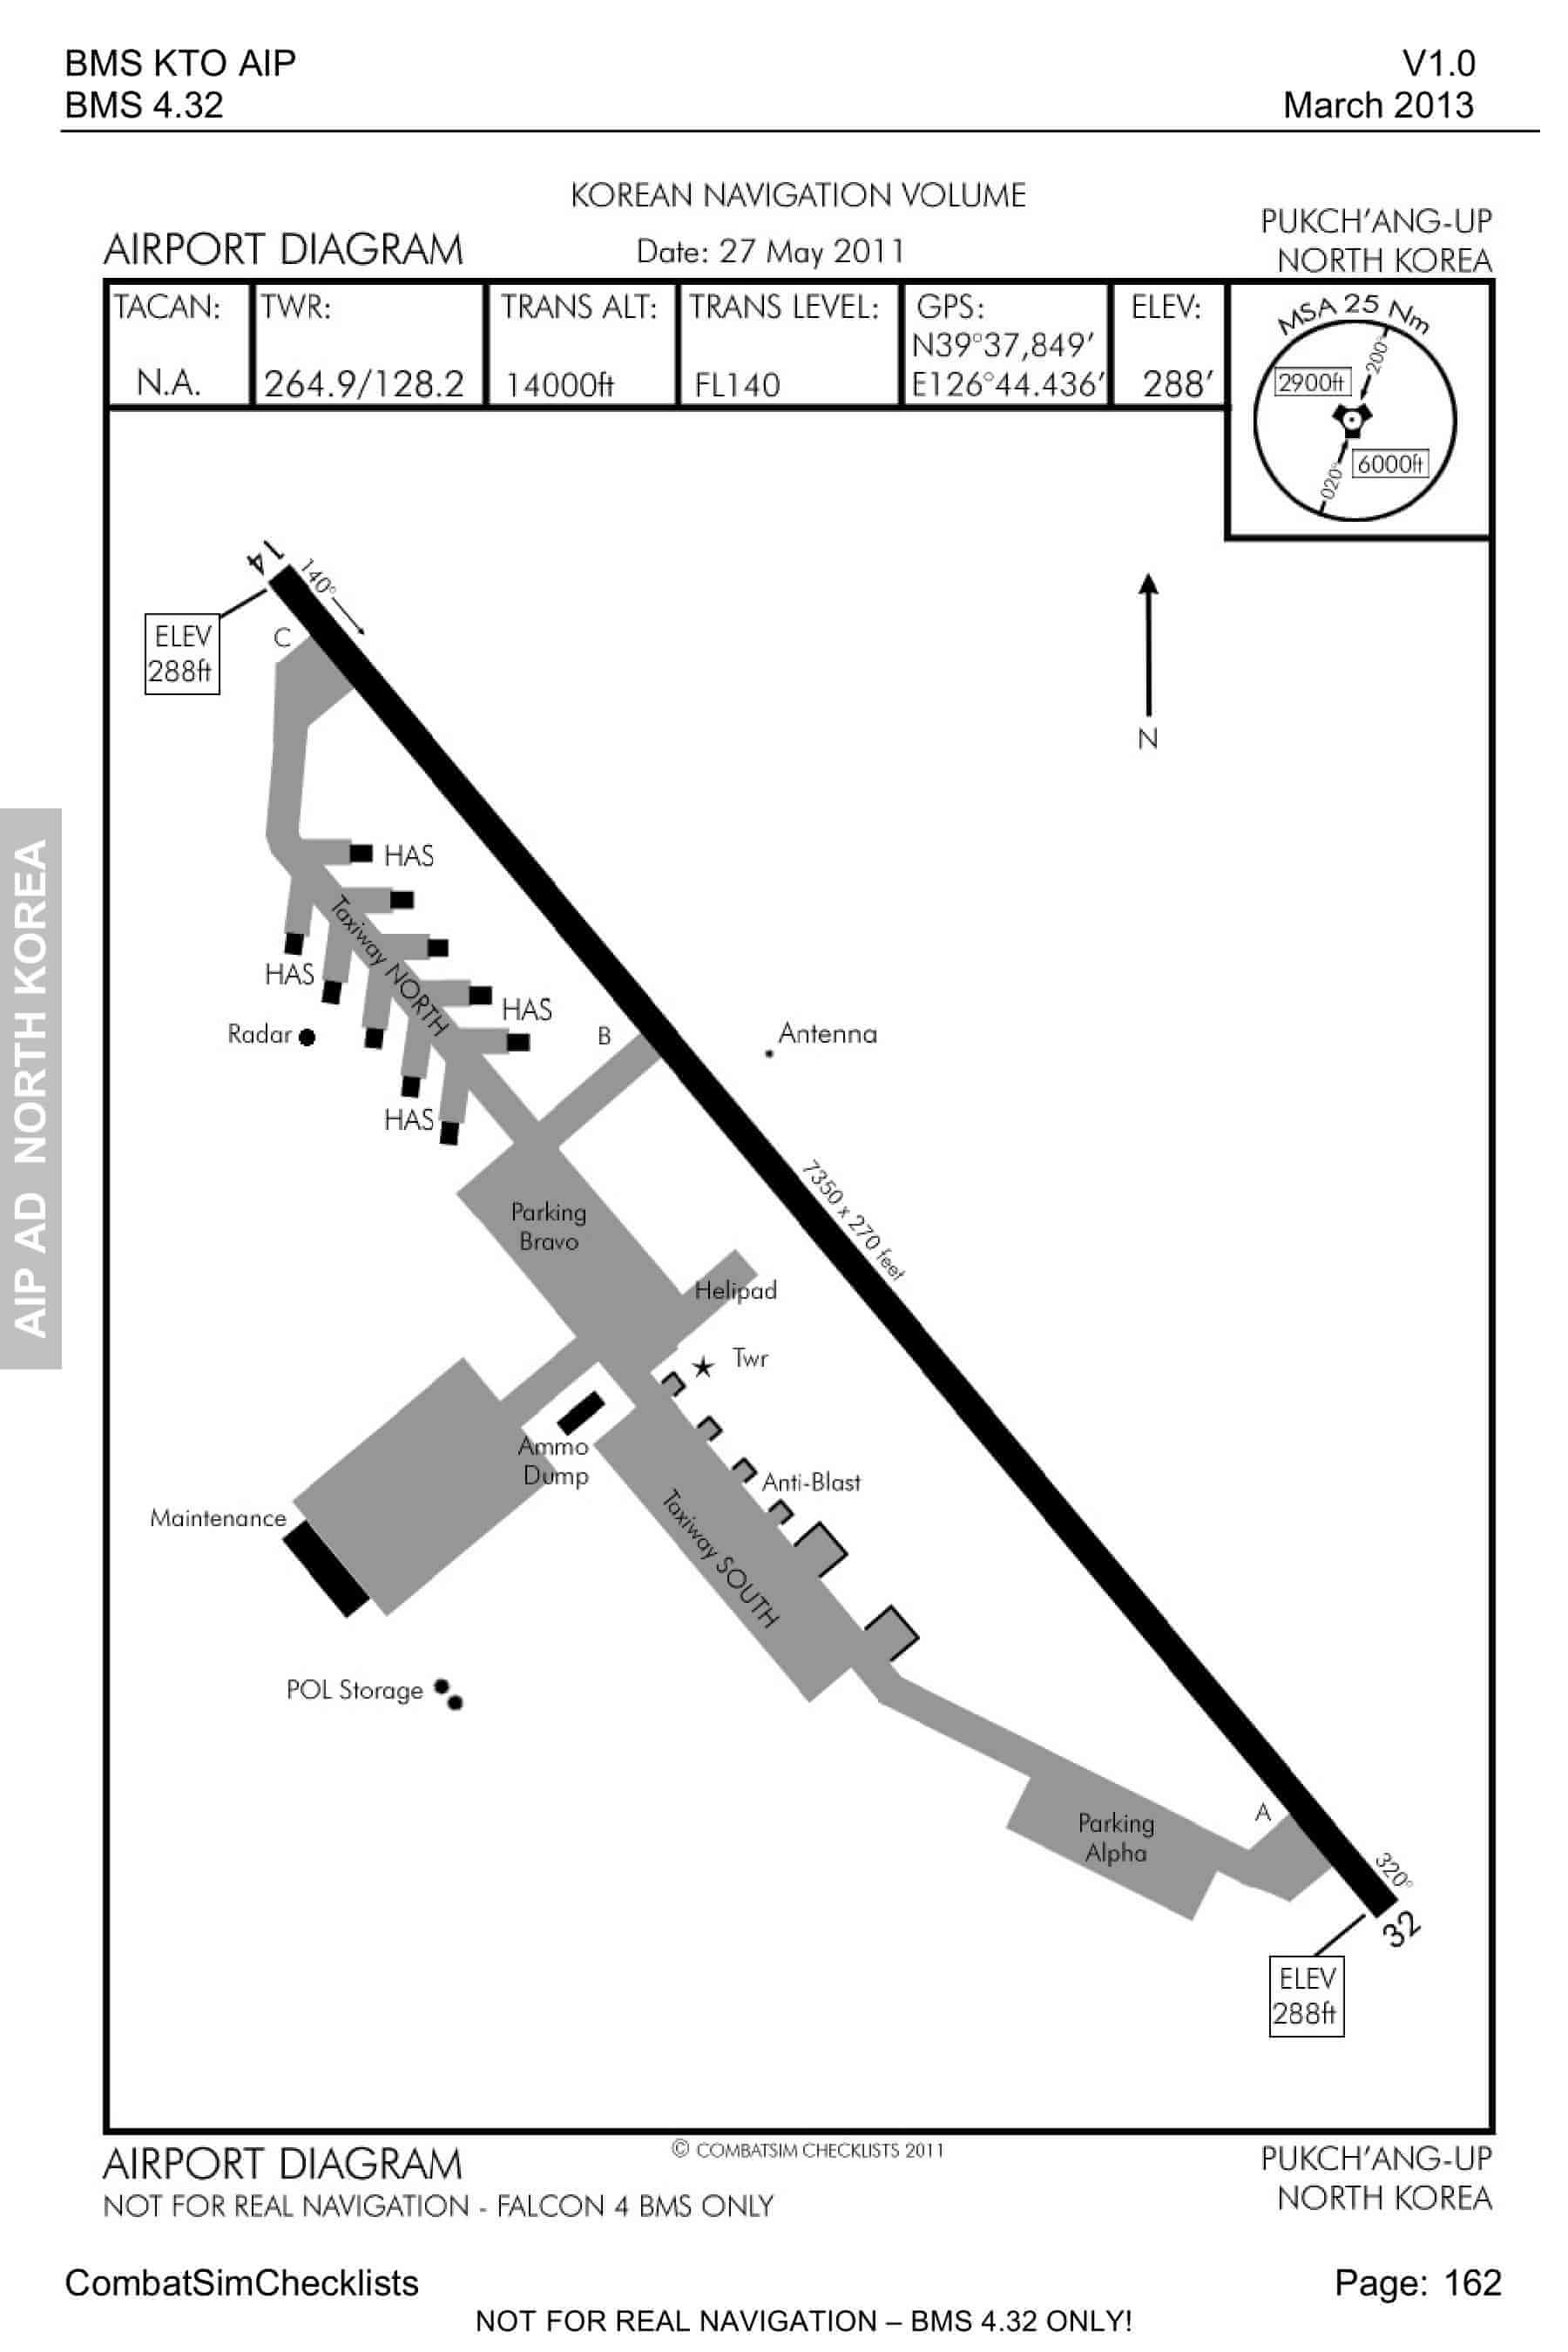 BMS KTO AIP
V1.0
BMS 4.32
March 2013
KOREAN NAVIGATION VOLUME
AIRPORT DIAGRAM
Date: 27 May 2011
PUKCH'ANG-UP
NORTH KOREA
TACAN:
N.A.
TWR:
264.9/128.2
TRANS ALT:
14000ft
TRANS LEVEL:
FL140
GPS:
N39°37,849'
E126°44.436'
ELEV:
288'
MSA 25 Nm
200°
2900ft
6000ft
020°
14
140°
ELEV
288ft
C
N
HAS
Taxiway NORTH
HAS
HAS
Radar
B
Antenna
HAS
7350 x 270 feet
Parking
Bravo
Helipad
Twr
Ammo
Dump
Anti-Blast
Maintenance
Taxiway SOUTH
POL Storage
A
Parking
Alpha
320°
32
ELEV
288ft
AIP AD NORTH KOREA
AIRPORT DIAGRAM
© COMBATSIM CHECKLISTS 2011
PUKCH'ANG-UP
NOT FOR REAL NAVIGATION - FALCON 4 BMS ONLY
NORTH KOREA
CombatSimChecklists
Page: 162
NOT FOR REAL NAVIGATION – BMS 4.32 ONLY!